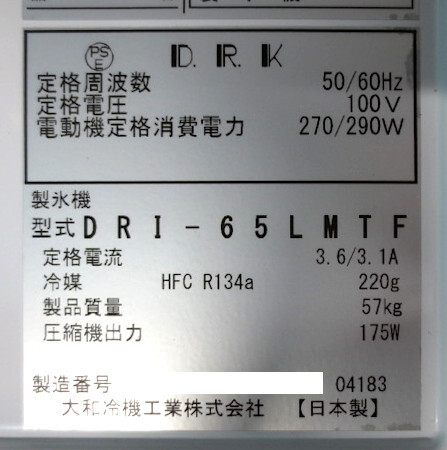 PS
E
D.R.K
定格周波数 50/60Hz
定格電圧 100V
電動機定格消費電力 270/290W
製氷機
型式DRI-65LMTF
定格電流 3.6/3.1A
冷媒 HFC R134a 220g
製品質量 57kg
圧縮機出力 175W
製造番号 04183
大和冷機工業株式会社 【日本製】